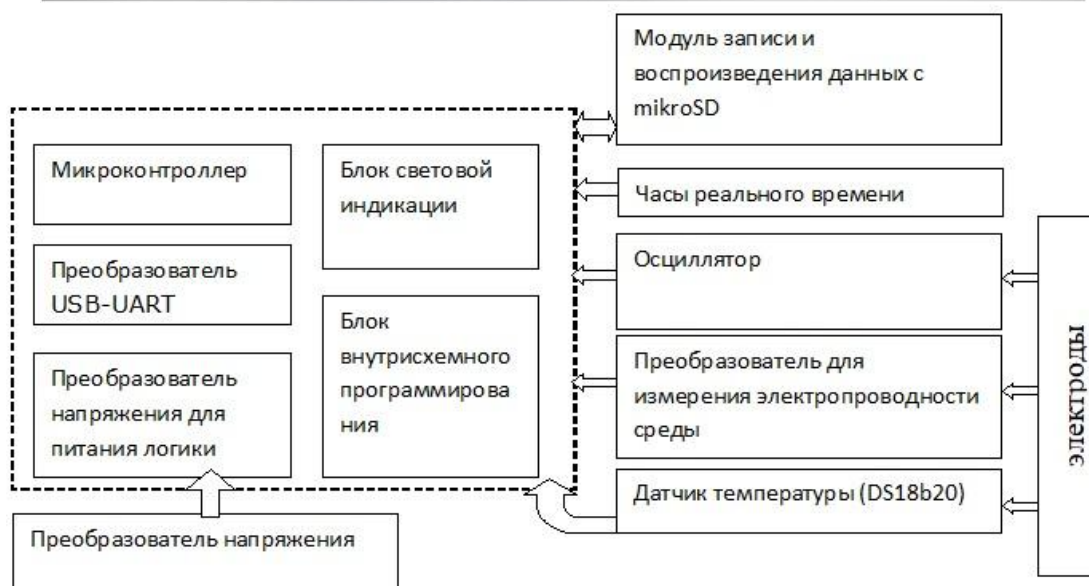 Модуль записи и
воспроизведения данных с
mikroSD
Микроконтроллер
Блок световой
индикации
Часы реального времени
Преобразователь
USB-UART
Осциллятор
Блок
внутрисхемного
программирова
ния
Преобразователь
напряжения для
питания логики
Преобразователь для
измерения электропроводности
среды
Датчик температуры (DS18b20)
Преобразователь напряжения
электроды